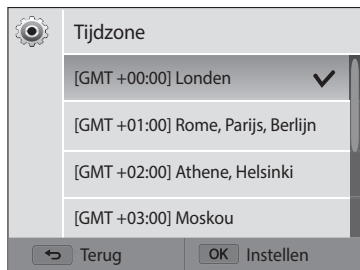 Tijdzone
[GMT +00:00] Londen
[GMT +01:00] Rome, Parijs, Berlijn
[GMT +02:00] Athene, Helsinki
[GMT +03:00] Moskou
Terug OK Instellen